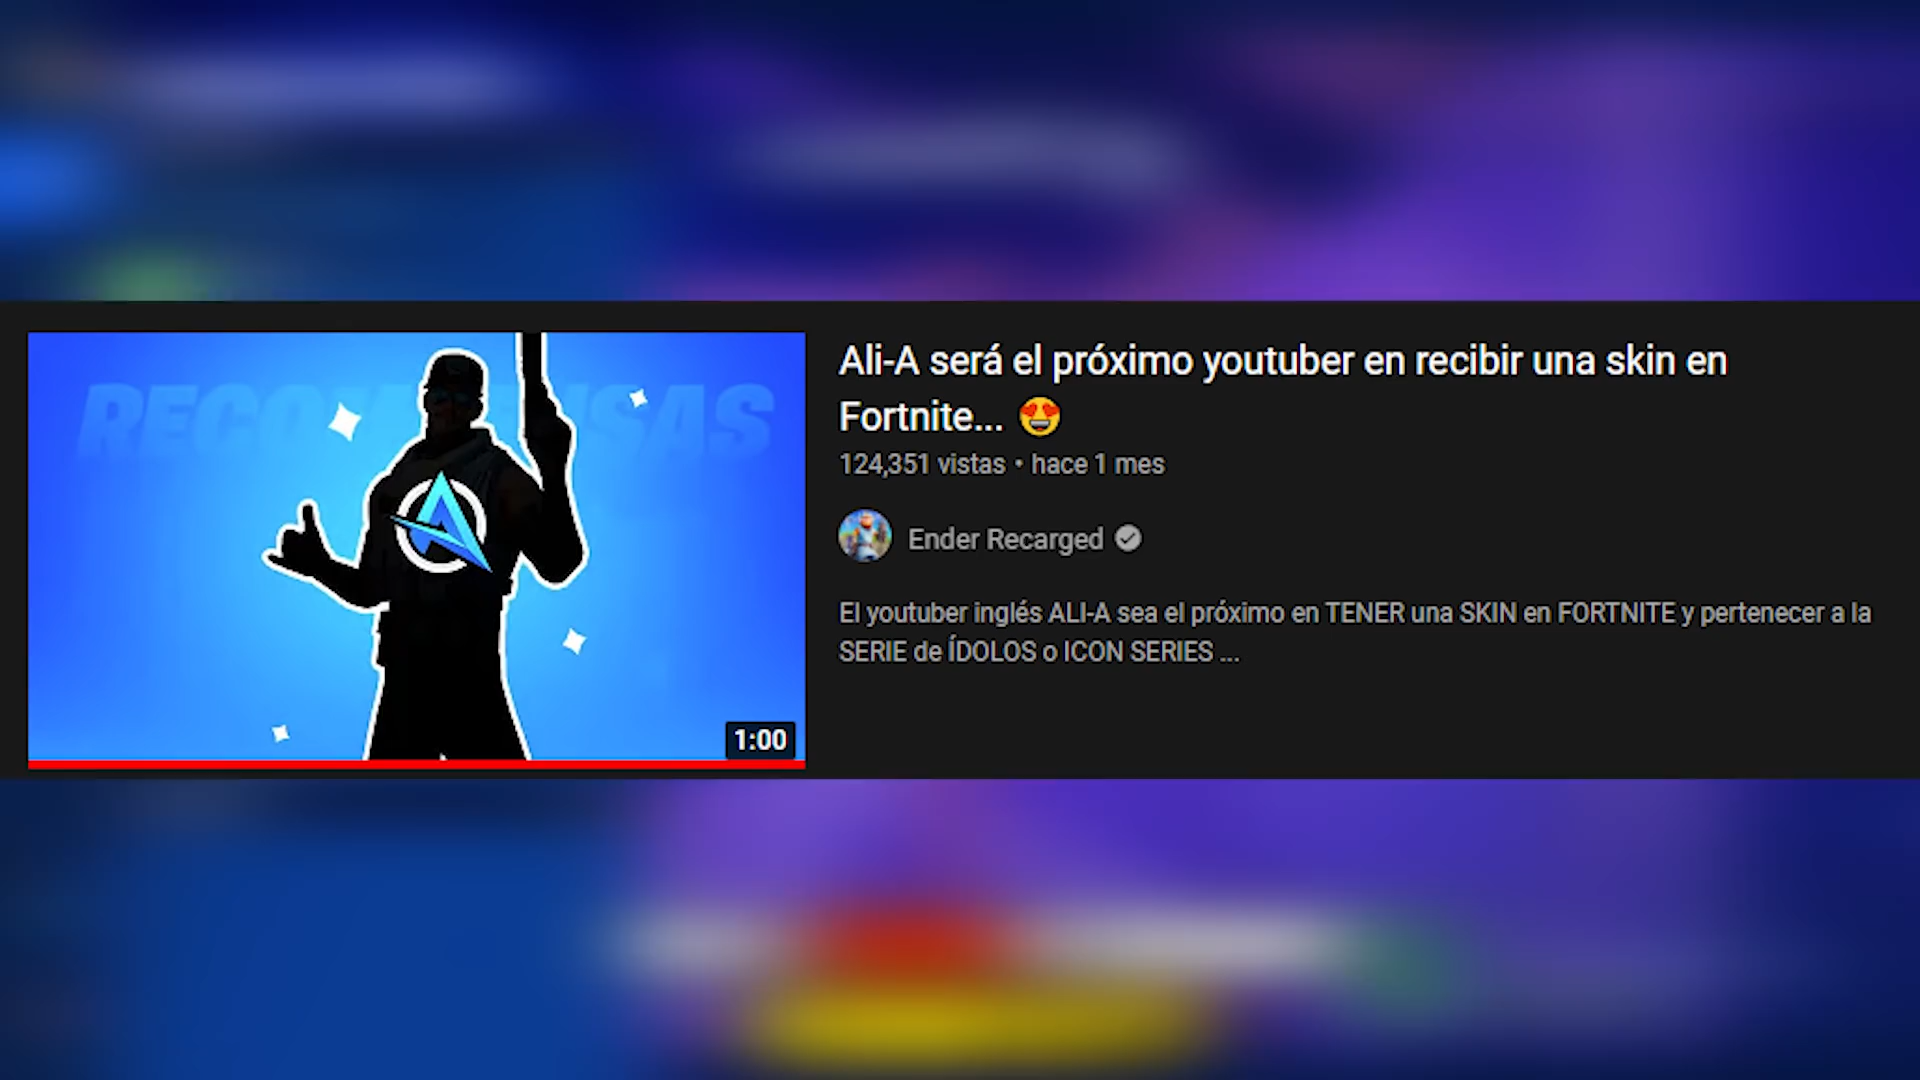 RECOMPENSAS
1:00
Ali-A será el próximo youtuber en recibir una skin en
Fortnite... 😍
124,351 vistas • hace 1 mes
Ender Recarged
El youtuber inglés ALI-A sea el próximo en TENER una SKIN en FORTNITE y pertenecer a la
SERIE de ÍDOLOS o ICON SERIES ...